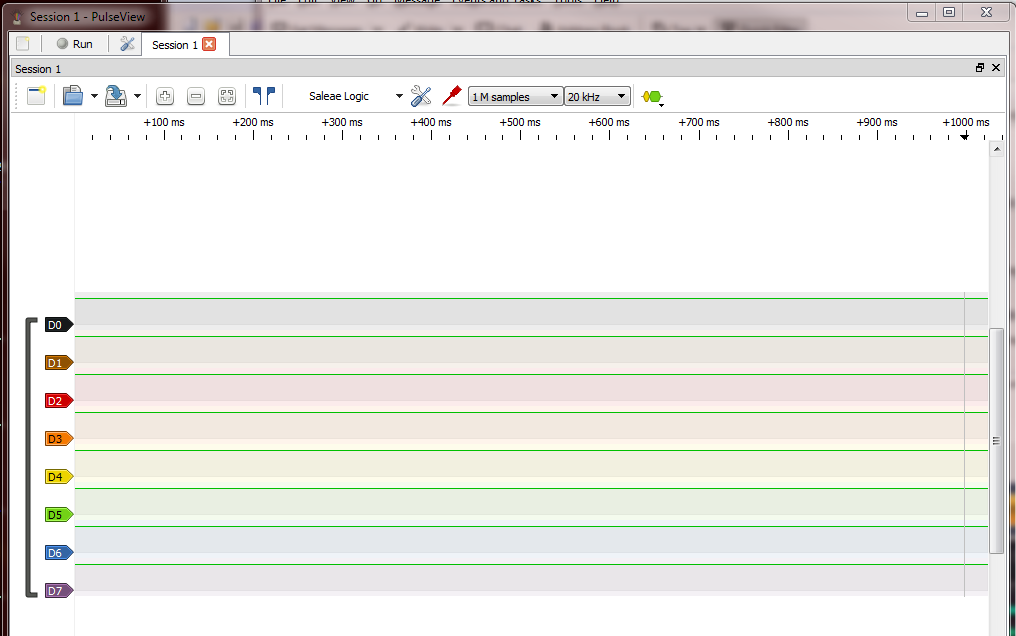 Session 1 - PulseView
Run
Session 1
Session 1
Saleae Logic
1 M samples
20 kHz
+100 ms +200 ms +300 ms +400 ms +500 ms +600 ms +700 ms +800 ms +900 ms +1000 ms
D0
D1
D2
D3
D4
D5
D6
D7